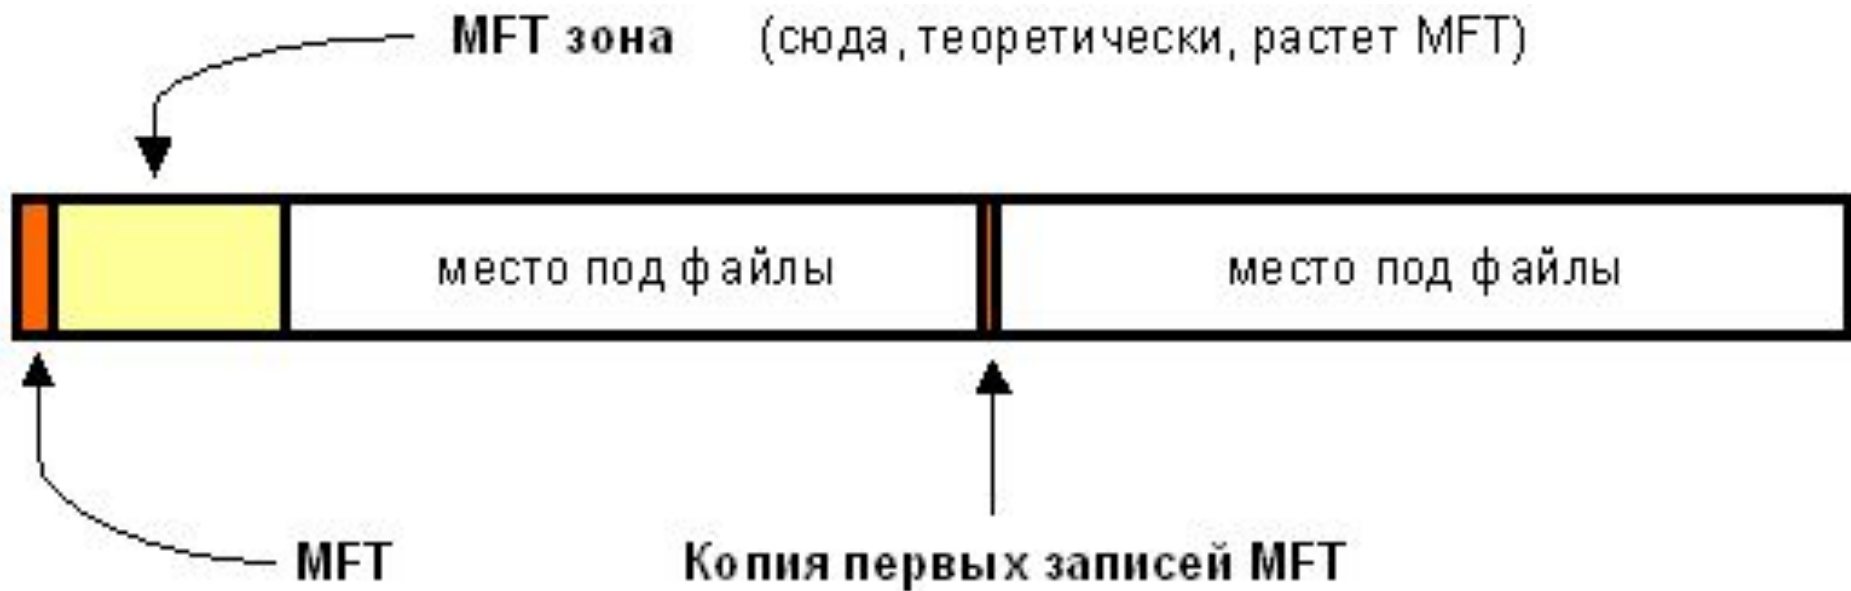 MFT зона (сюда, теоретически, растет MFT)
место под файлы место под файлы
MFT Копия первых записей MFT